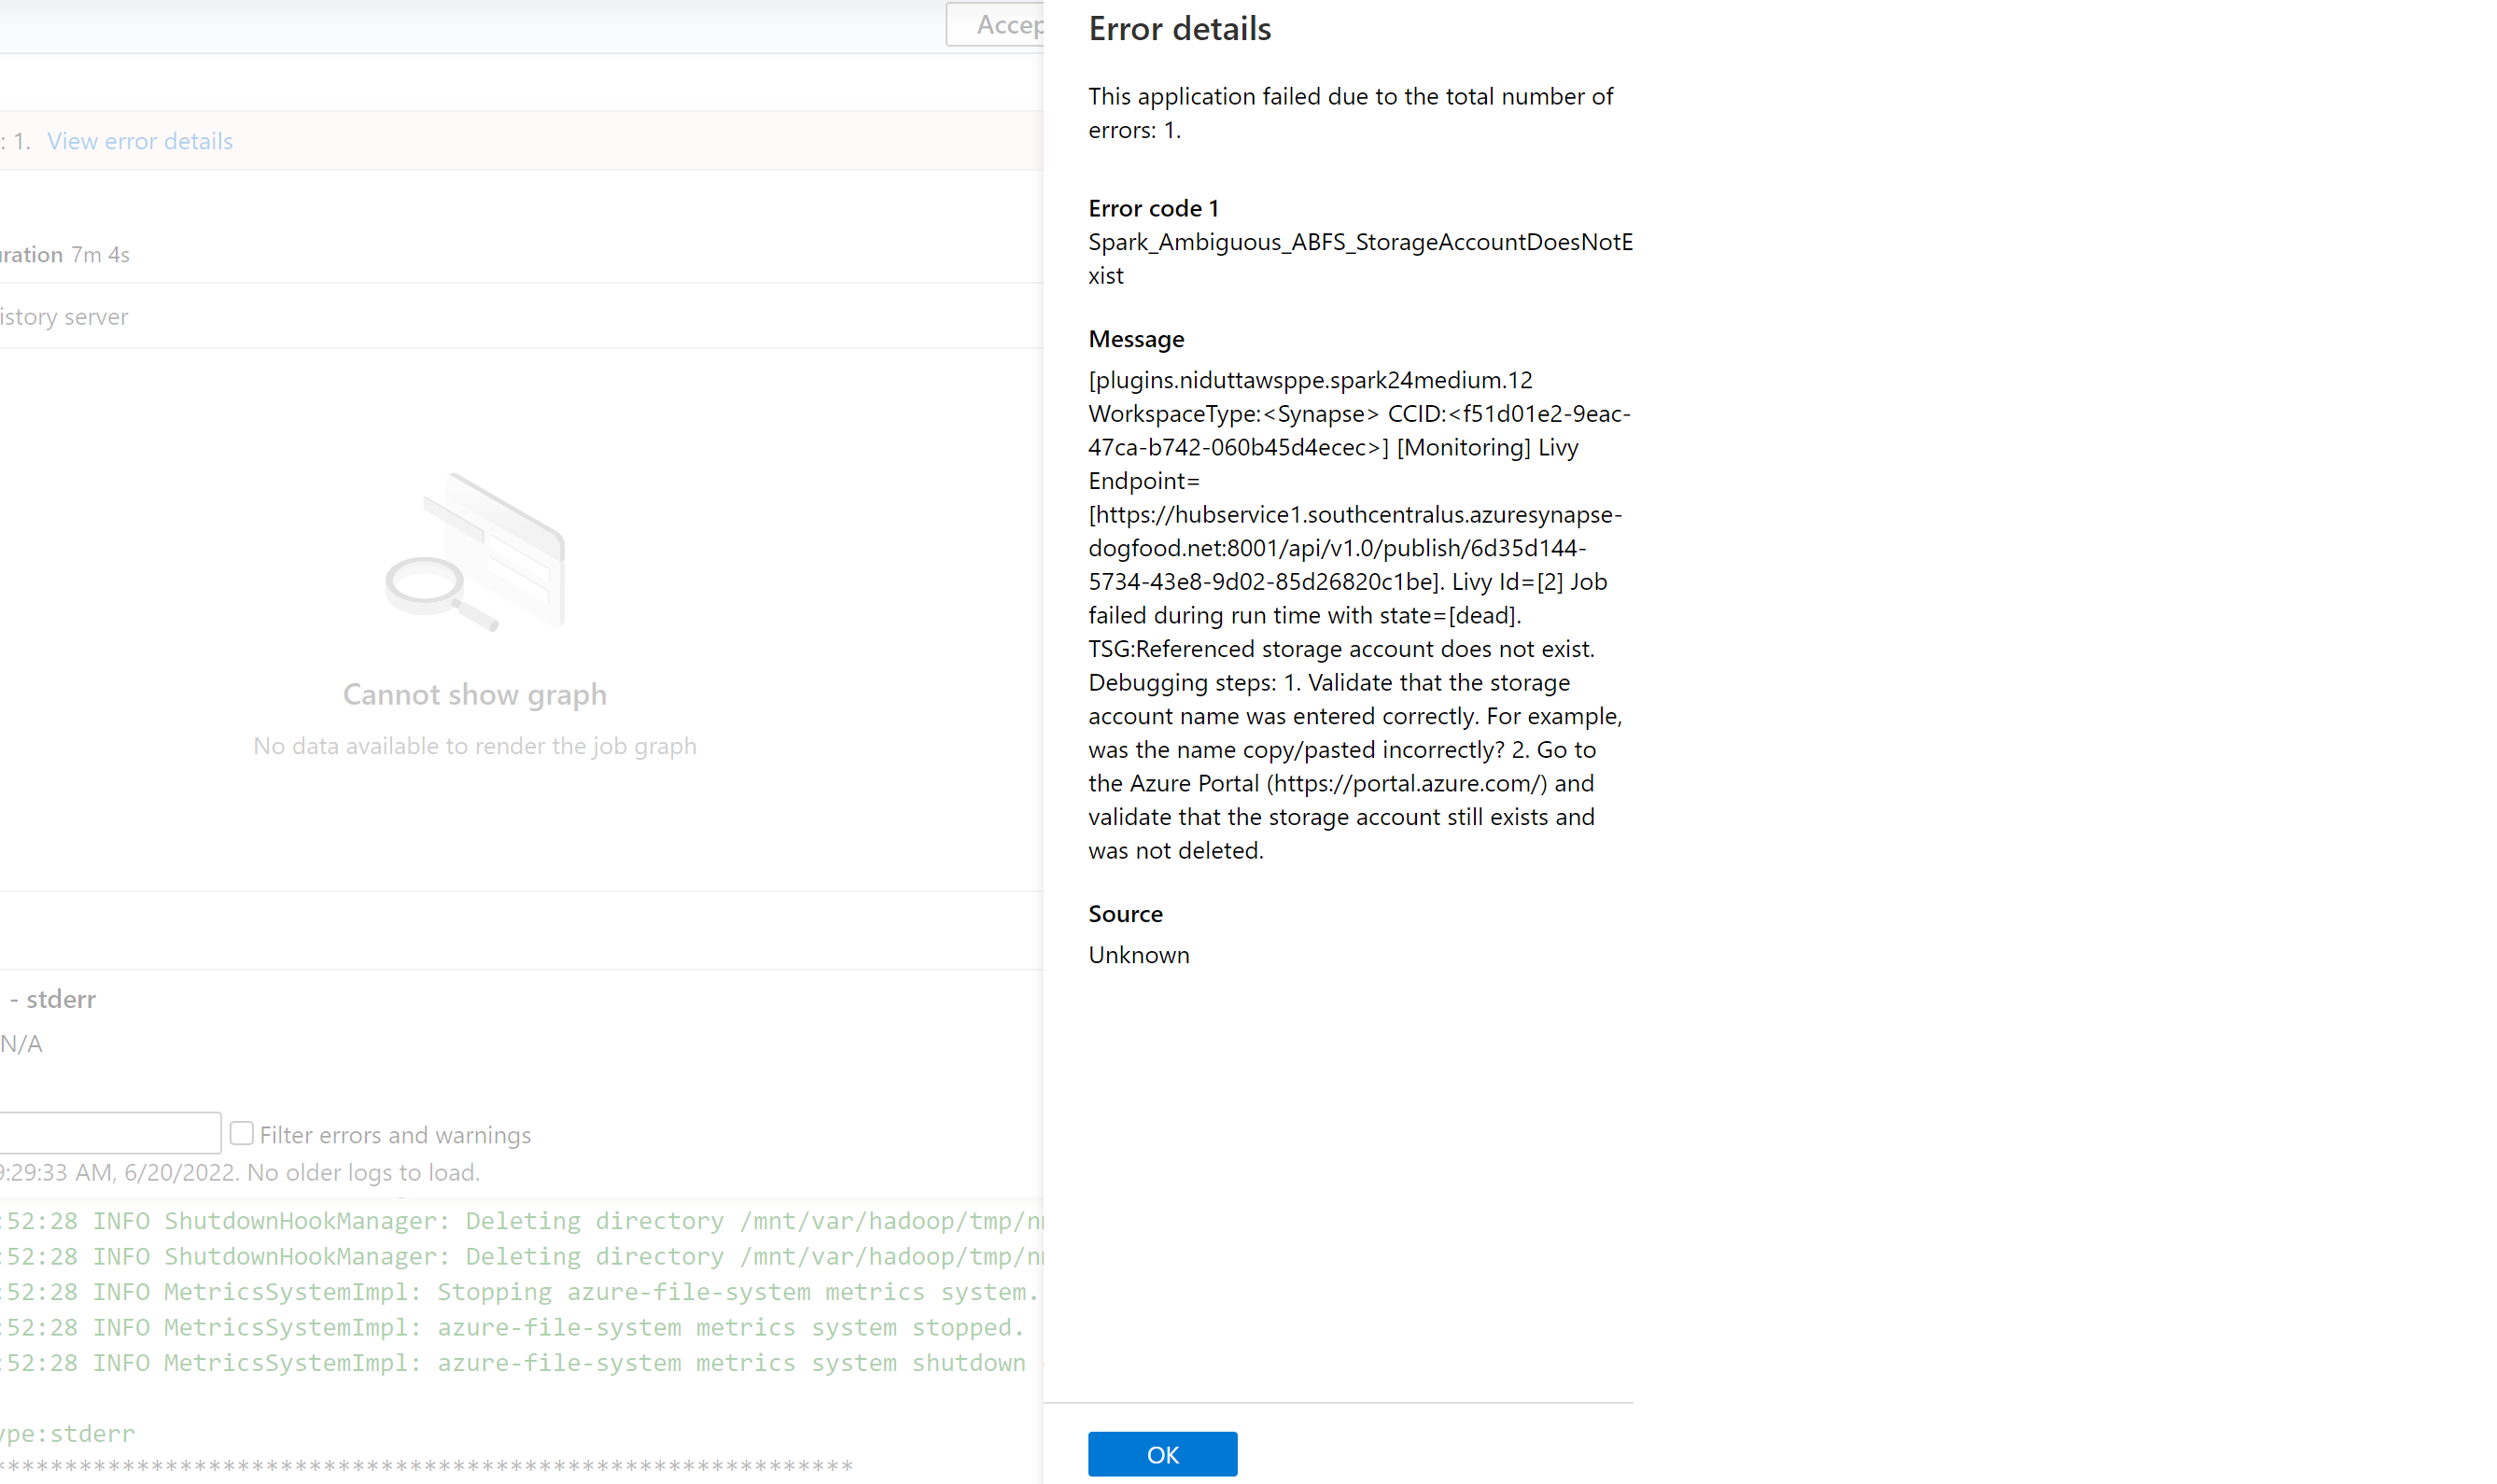 Accep
: 1. View error details
uration 7m 4s
istory server
Cannot show graph
No data available to render the job graph
- stderr
N/A
Filter errors and warnings
9:29:33 AM, 6/20/2022. No older logs to load.
:52:28 INFO ShutdownHookManager: Deleting directory /mnt/var/hadoop/tmp/nm
:52:28 INFO ShutdownHookManager: Deleting directory /mnt/var/hadoop/tmp/nm
:52:28 INFO MetricsSystemImpl: Stopping azure-file-system metrics system.
:52:28 INFO MetricsSystemImpl: azure-file-system metrics system stopped.
:52:28 INFO MetricsSystemImpl: azure-file-system metrics system shutdown
ype:stderr
************************************************************
Error details
This application failed due to the total number of
errors: 1.
Error code 1
Spark_Ambiguous_ABFS_StorageAccountDoesNotE
xist
Message
[plugins.niduttawsppe.spark24medium.12
WorkspaceType:<Synapse> CCID:<f51d01e2-9eac-
47ca-b742-060b45d4ecec>] [Monitoring] Livy
Endpoint=
[https://hubservice1.southcentralus.azuresynapse-
dogfood.net:8001/api/v1.0/publish/6d35d144-
5734-43e8-9d02-85d26820c1be]. Livy Id=[2] Job
failed during run time with state=[dead].
TSG:Referenced storage account does not exist.
Debugging steps: 1. Validate that the storage
account name was entered correctly. For example,
was the name copy/pasted incorrectly? 2. Go to
the Azure Portal (https://portal.azure.com/) and
validate that the storage account still exists and
was not deleted.
Source
Unknown
OK